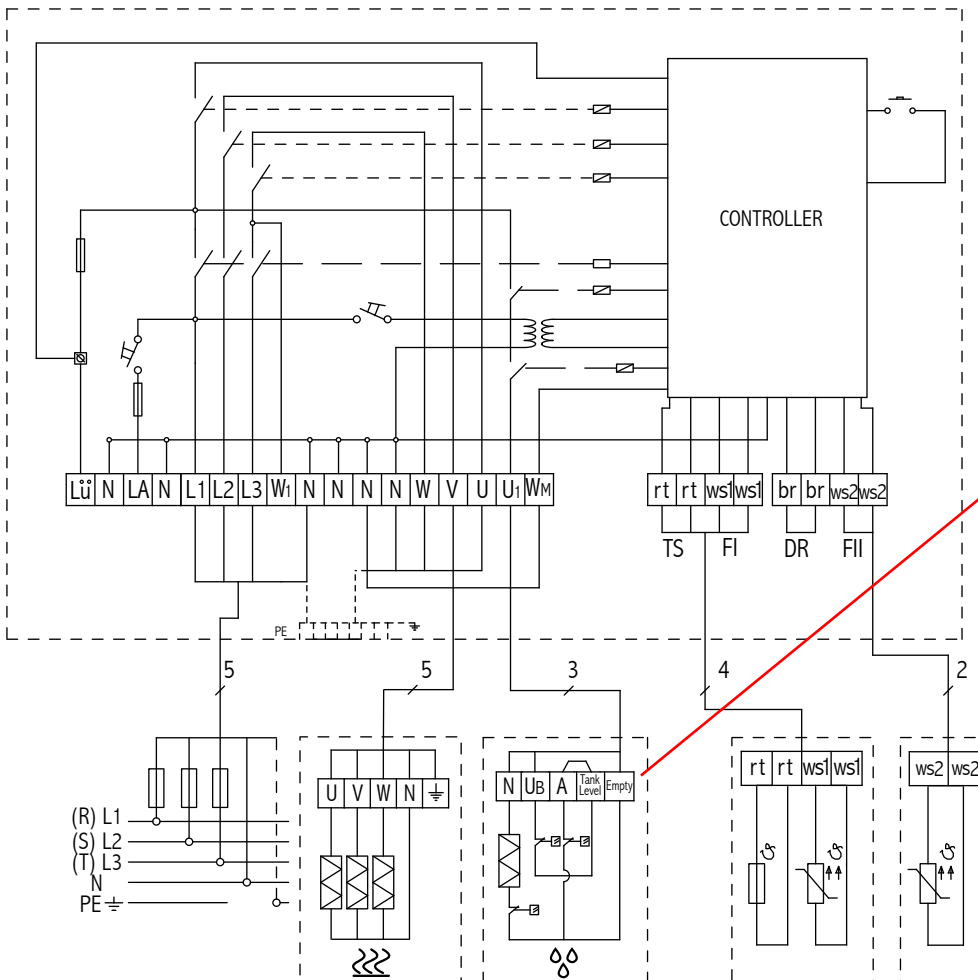 CONTROLLER
Lü N LA N L1 L2 L3 W1 N N N N W V U U1 WM
rt rt ws1 ws1
br br ws2 ws2
TS FI DR FII
PE
5 5 3 4 2
U V W N
N UB A Tank Level Empty
rt rt ws1 ws1
ws2 ws2
(R) L1
(S) L2
(T) L3
N
PE